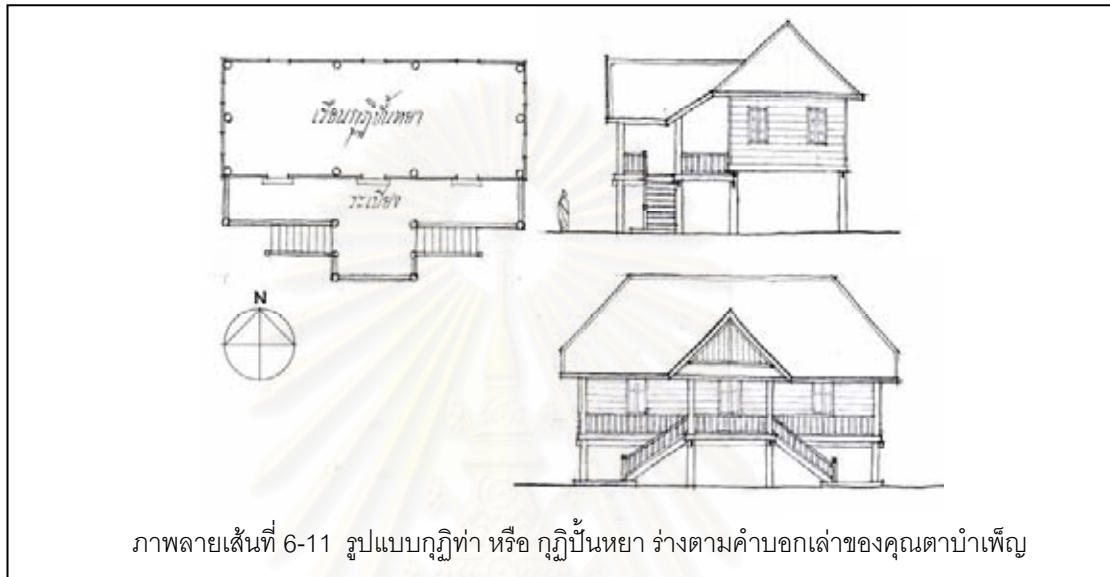 เรือนกุฏิปั้นหยา
ระเบียง
N
ภาพลายเส้นที่ 6-11 รูปแบบกุฏิท่า หรือ กุฏิปั้นหยา ร่างตามคำบอกเล่าของคุณตาบำเพ็ญ